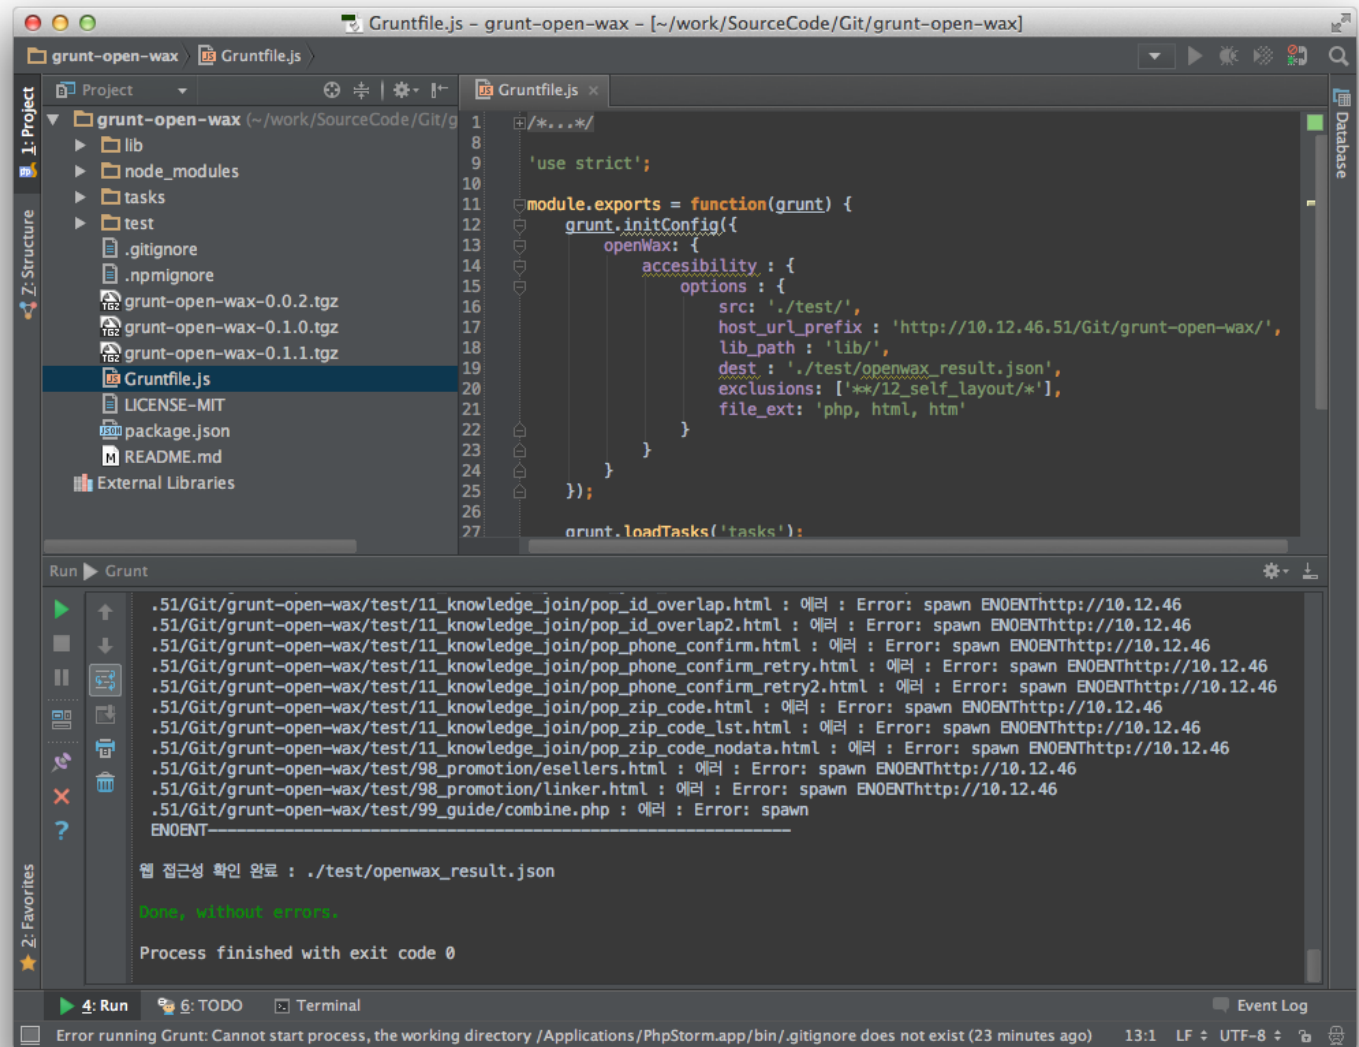 Gruntfile.js - grunt-open-wax - [~/work/SourceCode/Git/grunt-open-wax]
grunt-open-wax Gruntfile.js
1: Project
Z: Structure
2: Favorites
Project
grunt-open-wax (~/work/SourceCode/Git/g
lib
node_modules
tasks
test
.gitignore
.npmignore
grunt-open-wax-0.0.2.tgz
grunt-open-wax-0.1.0.tgz
grunt-open-wax-0.1.1.tgz
Gruntfile.js
LICENSE-MIT
package.json
README.md
External Libraries
Gruntfile.js
Database
1 /*...*/
8
9 'use strict';
10
11 module.exports = function(grunt) {
12 grunt.initConfig({
13 openWax: {
14 accesibility : {
15 options : {
16 src: './test/',
17 host_url_prefix : 'http://10.12.46.51/Git/grunt-open-wax/',
18 lib_path : 'lib/',
19 dest : './test/openwax_result.json',
20 exclusions: ['**/12_self_layout/*'],
21 file_ext: 'php, html, htm'
22 }
23 }
24 }
25 });
26
27 grunt.loadTasks('tasks');
Run Grunt
.51/Git/grunt-open-wax/test/11_knowledge_join/pop_id_overlap.html : 에러 : Error: spawn ENOENThttp://10.12.46
.51/Git/grunt-open-wax/test/11_knowledge_join/pop_id_overlap2.html : 에러 : Error: spawn ENOENThttp://10.12.46
.51/Git/grunt-open-wax/test/11_knowledge_join/pop_phone_confirm.html : 에러 : Error: spawn ENOENThttp://10.12.46
.51/Git/grunt-open-wax/test/11_knowledge_join/pop_phone_confirm_retry.html : 에러 : Error: spawn ENOENThttp://10.12.46
.51/Git/grunt-open-wax/test/11_knowledge_join/pop_phone_confirm_retry2.html : 에러 : Error: spawn ENOENThttp://10.12.46
.51/Git/grunt-open-wax/test/11_knowledge_join/pop_zip_code.html : 에러 : Error: spawn ENOENThttp://10.12.46
.51/Git/grunt-open-wax/test/11_knowledge_join/pop_zip_code_lst.html : 에러 : Error: spawn ENOENThttp://10.12.46
.51/Git/grunt-open-wax/test/11_knowledge_join/pop_zip_code_nodata.html : 에러 : Error: spawn ENOENThttp://10.12.46
.51/Git/grunt-open-wax/test/98_promotion/esellers.html : 에러 : Error: spawn ENOENThttp://10.12.46
.51/Git/grunt-open-wax/test/98_promotion/linker.html : 에러 : Error: spawn ENOENThttp://10.12.46
.51/Git/grunt-open-wax/test/99_guide/combine.php : 에러 : Error: spawn
ENOENT-------------------------------------------------------------
웹 접근성 확인 완료 : ./test/openwax_result.json
Done, without errors.
Process finished with exit code 0
4: Run 6: TODO Terminal Event Log
Error running Grunt: Cannot start process, the working directory /Applications/PhpStorm.app/bin/.gitignore does not exist (23 minutes ago) 13:1 LF UTF-8